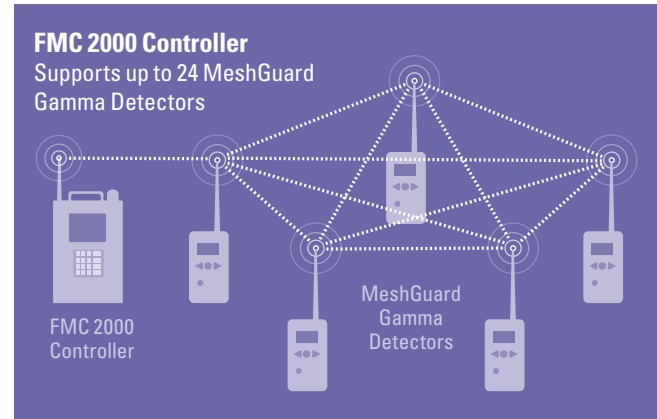 FMC 2000 Controller
Supports up to 24 MeshGuard
Gamma Detectors
FMC 2000
Controller
MeshGuard
Gamma
Detectors